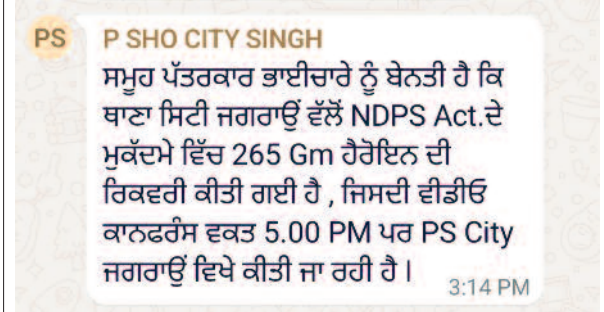 PS
P SHO CITY SINGH
ਸਮੂਹ ਪੱਤਰਕਾਰ ਭਾਈਚਾਰੇ ਨੂੰ ਬੇਨਤੀ ਹੈ ਕਿ
ਥਾਣਾ ਸਿਟੀ ਜਗਰਾਉਂ ਵੱਲੋਂ NDPS Act.ਦੇ
ਮੁਕੱਦਮੇ ਵਿੱਚ 265 Gm ਹੈਰੋਇਨ ਦੀ
ਰਿਕਵਰੀ ਕੀਤੀ ਗਈ ਹੈ , ਜਿਸਦੀ ਵੀਡੀਓ
ਕਾਨਫਰੰਸ ਵਕਤ 5.00 PM ਪਰ PS City
ਜਗਰਾਉਂ ਵਿਖੇ ਕੀਤੀ ਜਾ ਰਹੀ ਹੈ।
3:14 PM